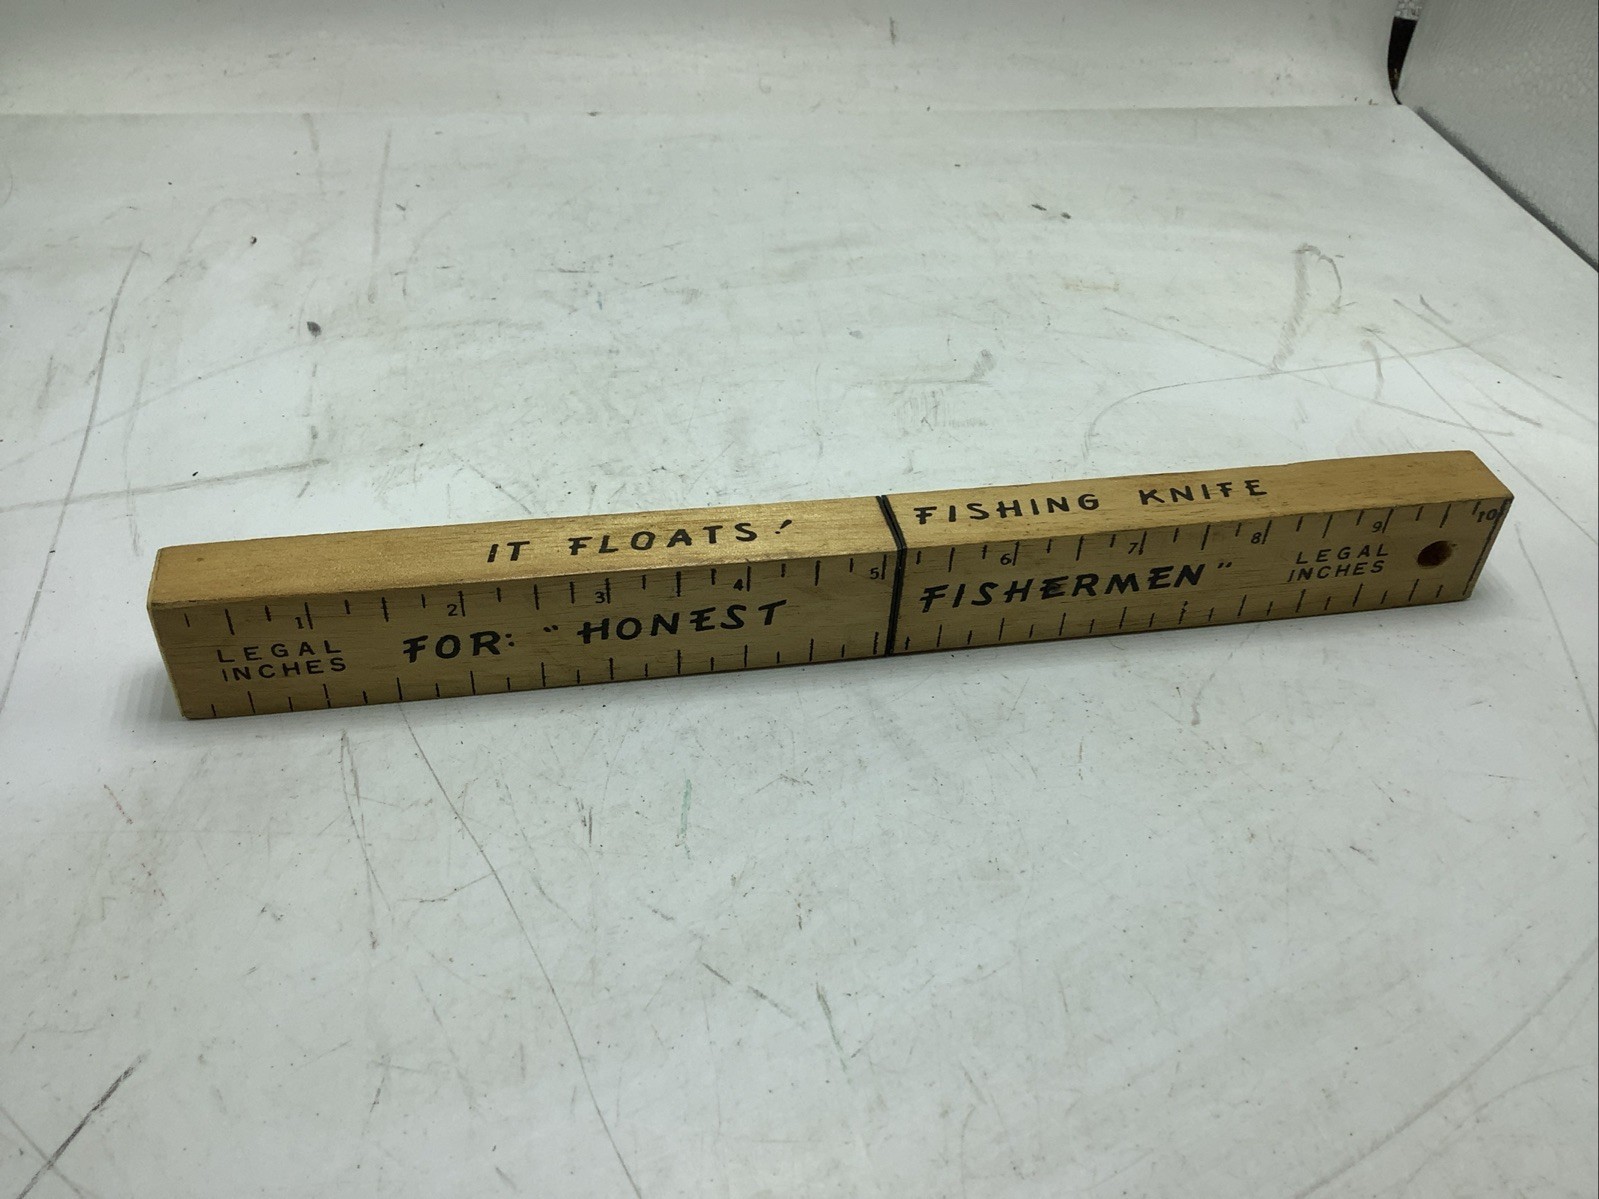 IT FLOATS! FISHING KNIFE
1 2 3 4 5 6 7 8 9 10
LEGAL INCHES
FOR: "HONEST FISHERMEN"
LEGAL INCHES